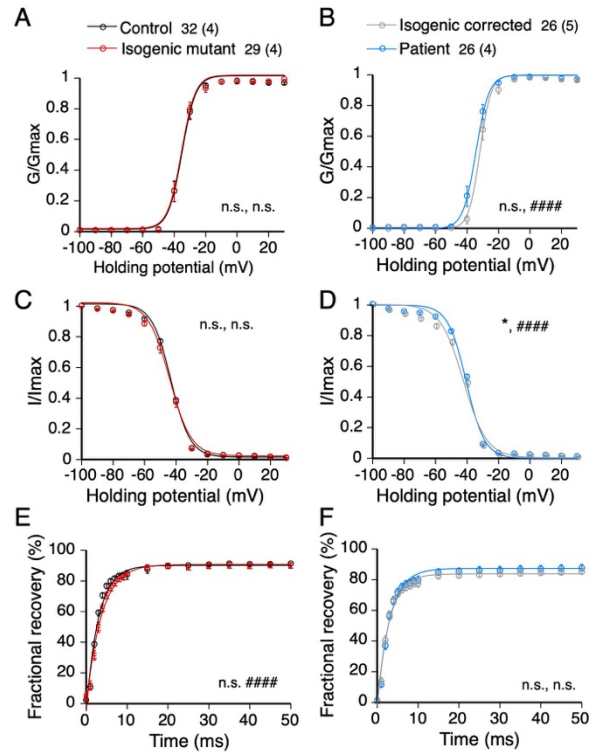 A
Control 32 (4)
Isogenic mutant 29 (4)
1
0.8
0.6
0.4
0.2
0
G/Gmax
n.s., n.s.
-100 -80 -60 -40 -20 0 20
Holding potential (mV)
B
Isogenic corrected 26 (5)
Patient 26 (4)
1
0.8
0.6
0.4
0.2
0
G/Gmax
n.s., ####
-100 -80 -60 -40 -20 0 20
Holding potential (mV)
C
1
0.8
0.6
0.4
0.2
0
I/Imax
n.s., n.s.
-100 -80 -60 -40 -20 0 20
Holding potential (mV)
D
1
0.8
0.6
0.4
0.2
0
I/Imax
*, ####
-100 -80 -60 -40 -20 0 20
Holding potential (mV)
E
100
80
60
40
20
0
Fractional recovery (%)
n.s. ####
0 10 20 30 40 50
Time (ms)
F
100
80
60
40
20
0
Fractional recovery (%)
n.s., n.s.
0 10 20 30 40 50
Time (ms)